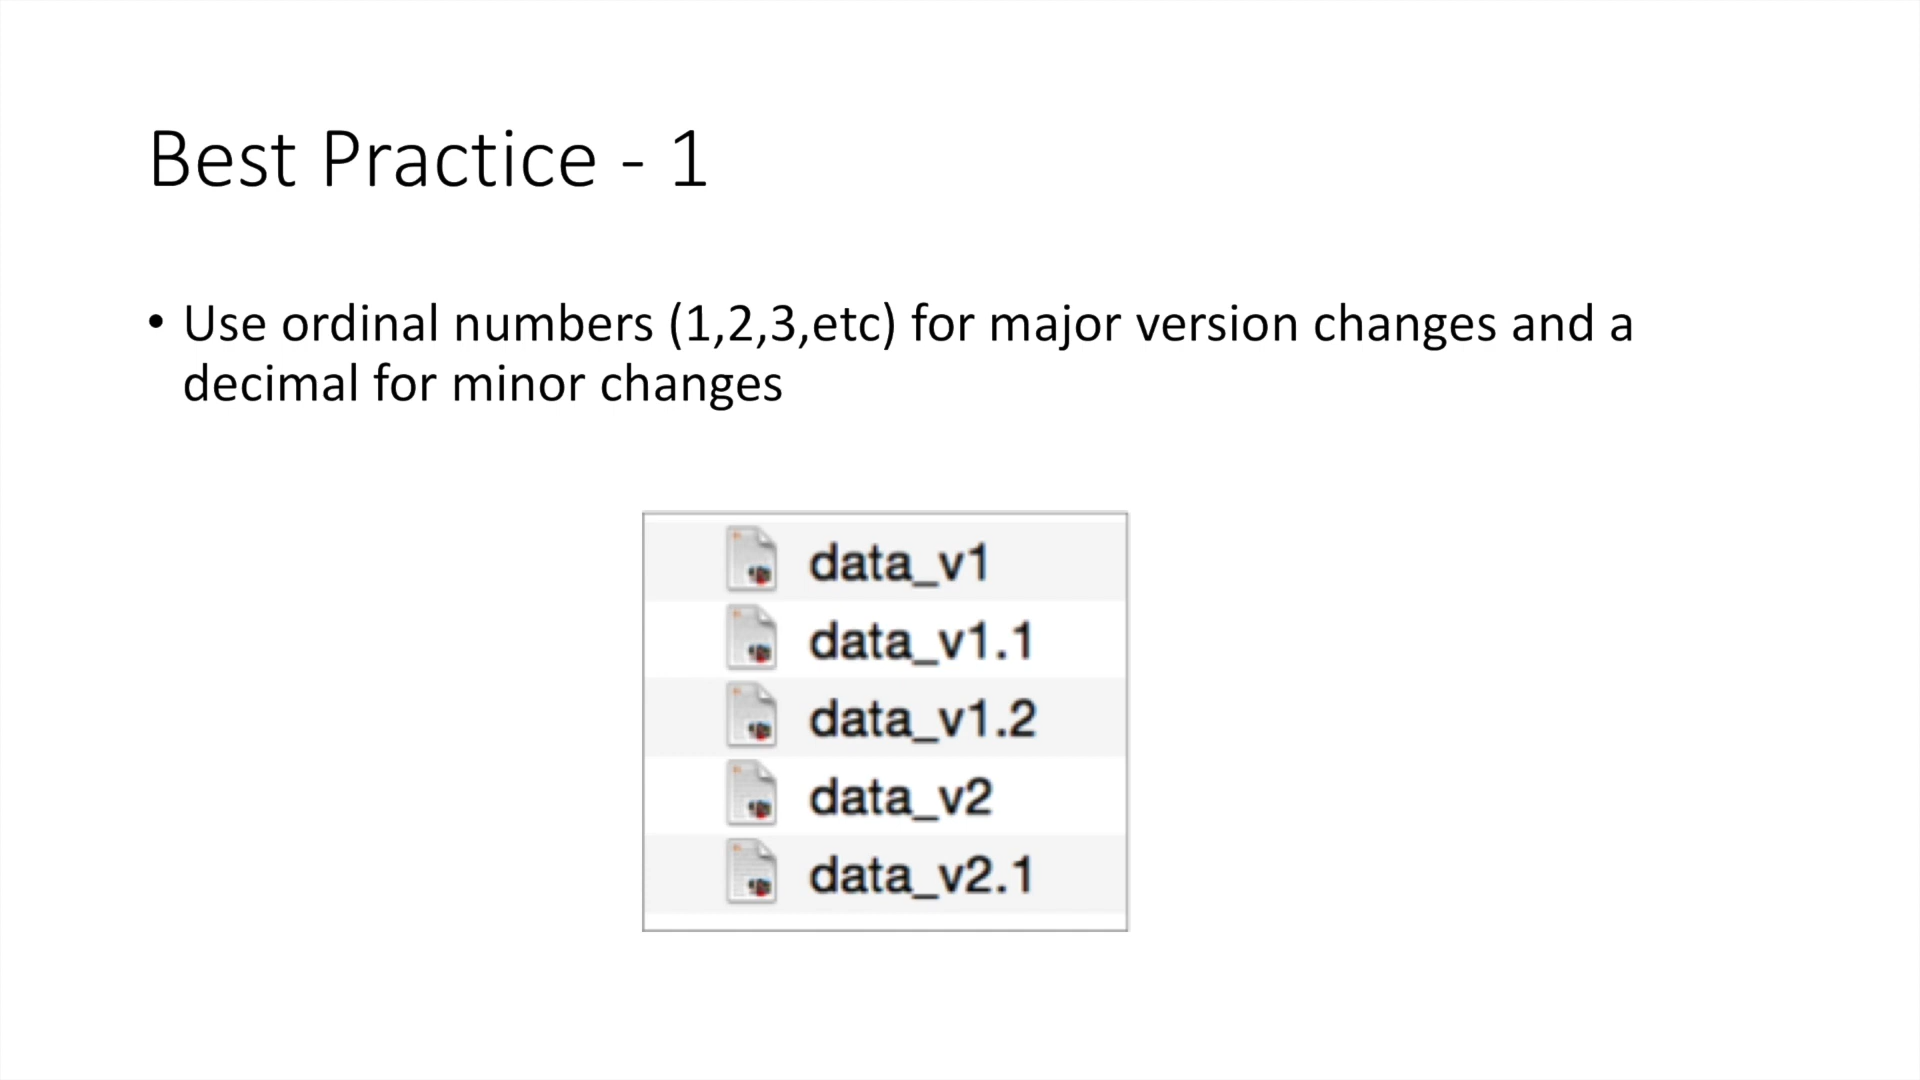 Best Practice - 1
• Use ordinal numbers (1,2,3,etc) for major version changes and a
decimal for minor changes
data_v1
data_v1.1
data_v1.2
data_v2
data_v2.1